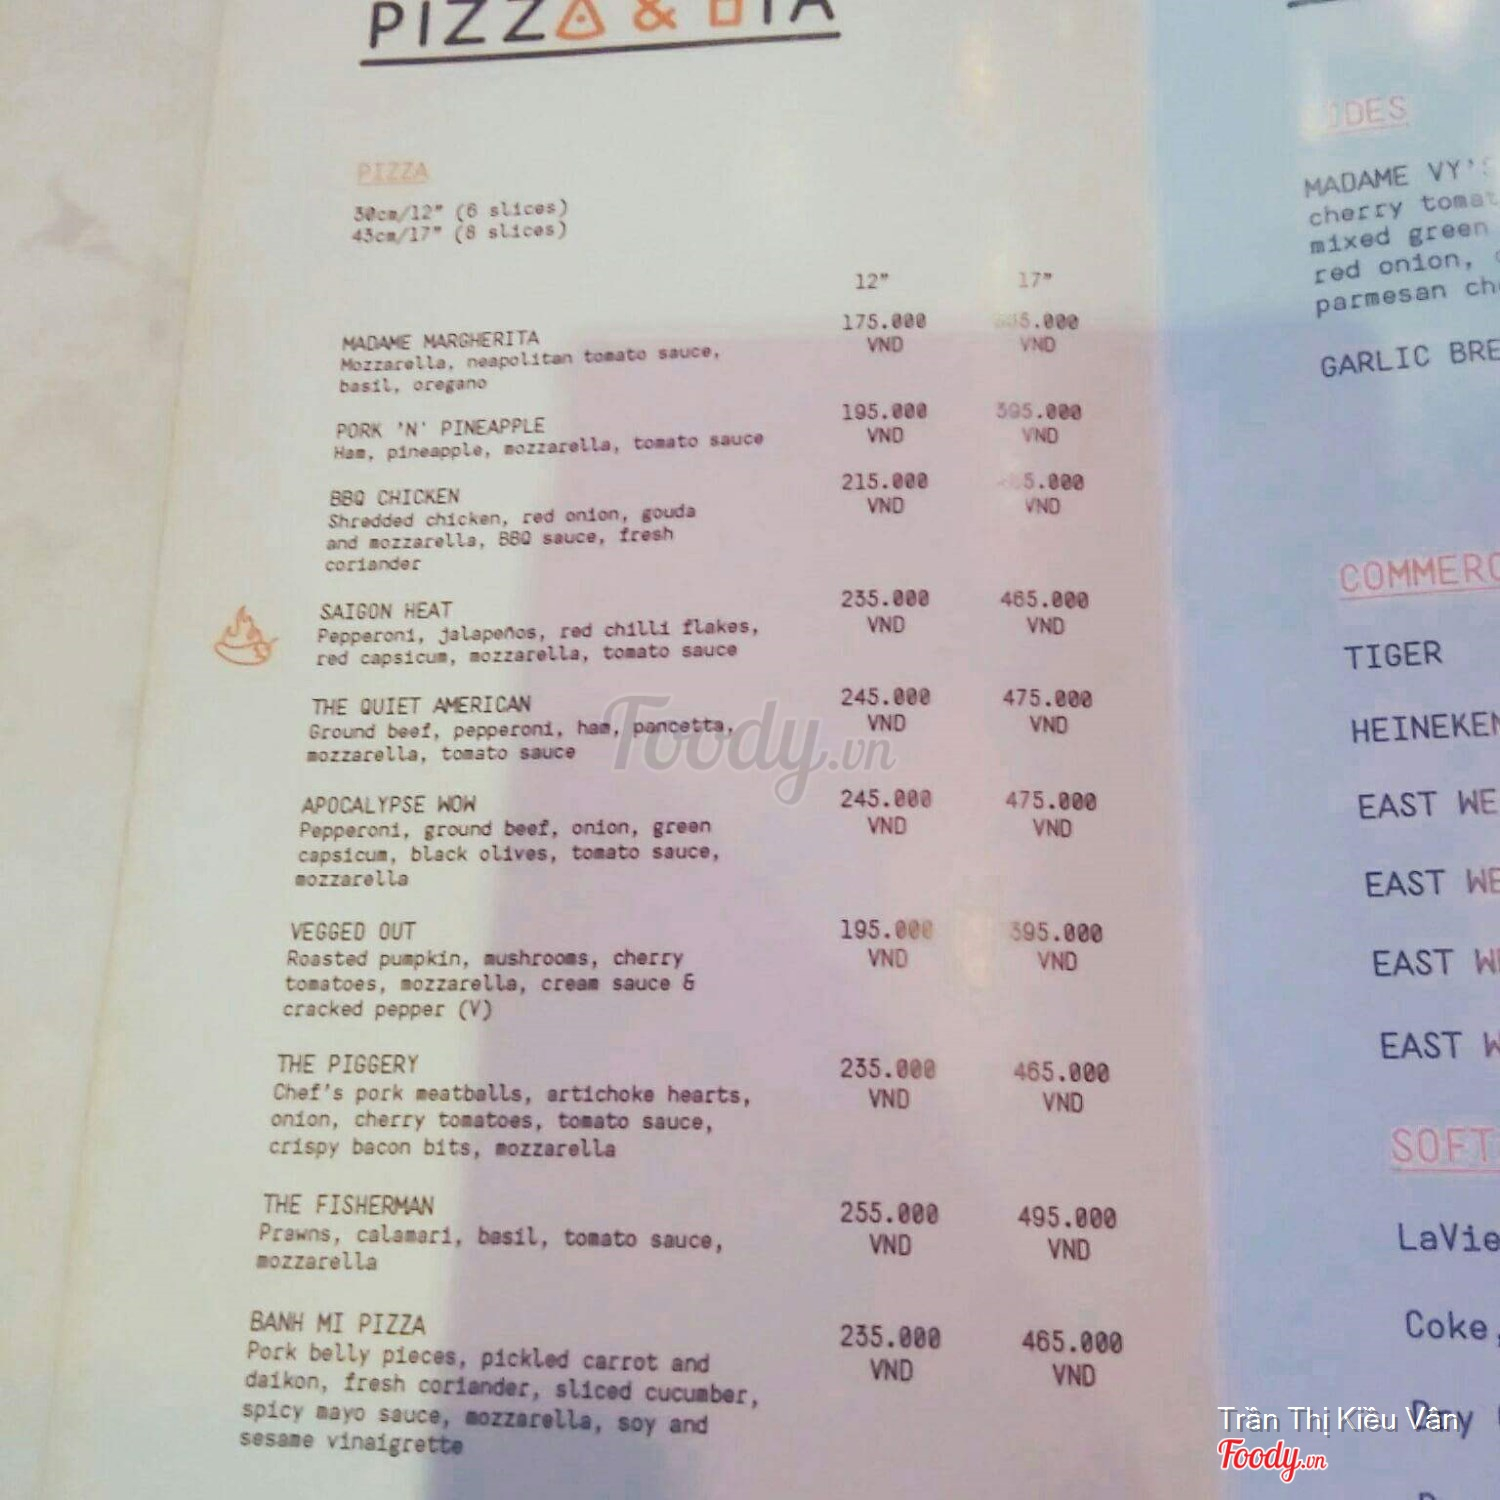 PIZZA & BIA
PIZZA
30cm/12" (6 slices)
43cm/17" (8 slices)
12" 17"
MADAME MARGHERITA 175.000 VND
Mozzarella, neapolitan tomato sauce, VND
basil, oregano
PORK 'N' PINEAPPLE 195.000 VND 395.000 VND
Ham, pineapple, mozzarella, tomato sauce
BBQ CHICKEN 215.000 VND
Shredded chicken, red onion, gouda VND
and mozzarella, BBQ sauce, fresh
coriander
SAIGON HEAT 235.000 VND 465.000 VND
Pepperoni, jalapeños, red chilli flakes,
red capsicum, mozzarella, tomato sauce
THE QUIET AMERICAN 245.000 VND 475.000 VND
Ground beef, pepperoni, ham, pancetta,
mozzarella, tomato sauce
Foody.vn
APOCALYPSE WOW 245.000 VND 475.000 VND
Pepperoni, ground beef, onion, green
capsicum, black olives, tomato sauce,
mozzarella
VEGGED OUT 195.000 VND 395.000 VND
Roasted pumpkin, mushrooms, cherry
tomatoes, mozzarella, cream sauce &
cracked pepper (V)
THE PIGGERY 235.000 VND 465.000 VND
Chef's pork meatballs, artichoke hearts,
onion, cherry tomatoes, tomato sauce,
crispy bacon bits, mozzarella
THE FISHERMAN 255.000 VND 495.000 VND
Prawns, calamari, basil, tomato sauce,
mozzarella
BANH MI PIZZA 235.000 VND 465.000 VND
Pork belly pieces, pickled carrot and
daikon, fresh coriander, sliced cucumber,
spicy mayo sauce, mozzarella, soy and
sesame vinaigrette
MADAME VY'S
cherry
mixed green
red onion,
parmesan
GARLIC
TIGER
HEINEKEN
EAST
EAST
EAST
EAST
SOFT
LaVie
Coke,
Dry
Trần Thị Kiều Vân
Foody.vn